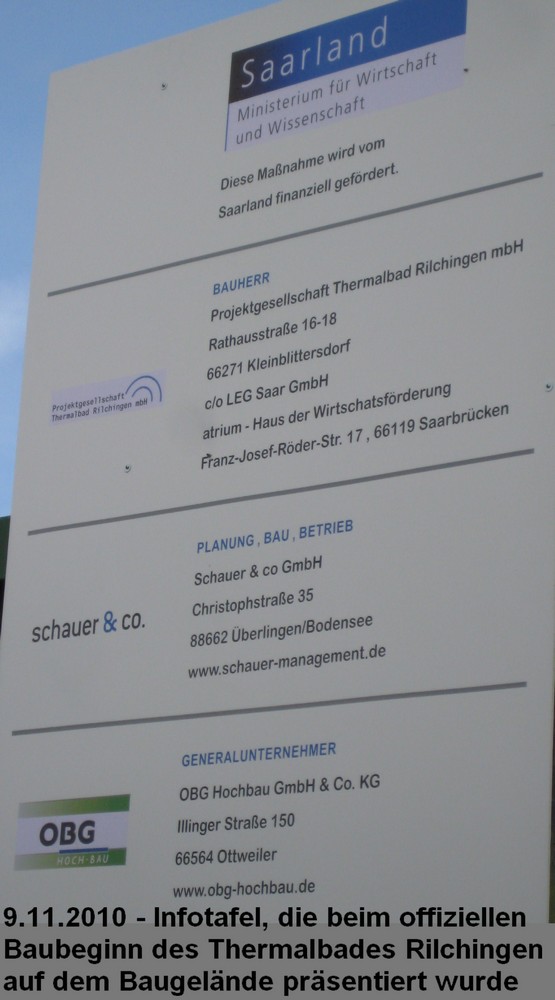 Saarland
Ministerium für Wirtschaft
und Wissenschaft
Diese Maßnahme wird vom
Saarland finanziell gefördert.
BAUHERR
Projektgesellschaft Thermalbad Rilchingen mbH
Rathausstraße 16-18
66271 Kleinblittersdorf
c/o LEG Saar GmbH
atrium - Haus der Wirtschatsförderung
Franz-Josef-Röder-Str. 17 , 66119 Saarbrücken
Projektgesellschaft
Thermalbad Rilchingen mbH
PLANUNG , BAU , BETRIEB
Schauer & co GmbH
Christophstraße 35
88662 Überlingen/Bodensee
www.schauer-management.de
schauer & co.
GENERALUNTERNEHMER
OBG Hochbau GmbH & Co. KG
Illinger Straße 150
66564 Ottweiler
www.obg-hochbau.de
OBG
HOCH·BAU
9.11.2010 - Infotafel, die beim offiziellen
Baubeginn des Thermalbades Rilchingen
auf dem Baugelände präsentiert wurde